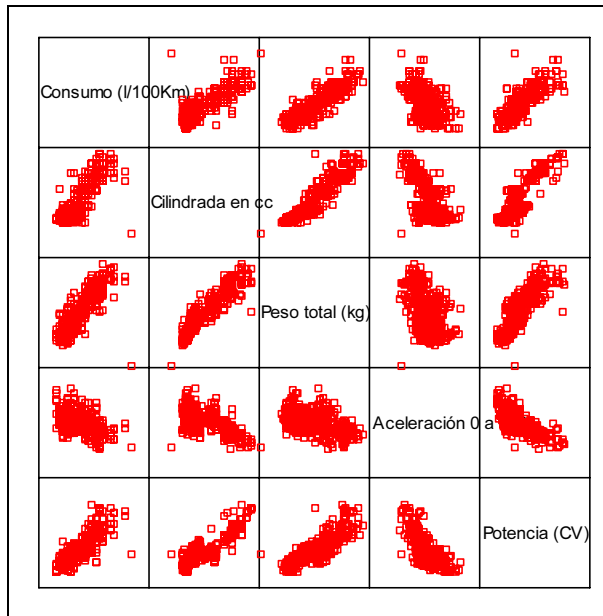 Consumo (l/100Km)
Cilindrada en cc
Peso total (kg)
Aceleración 0 a
Potencia (CV)